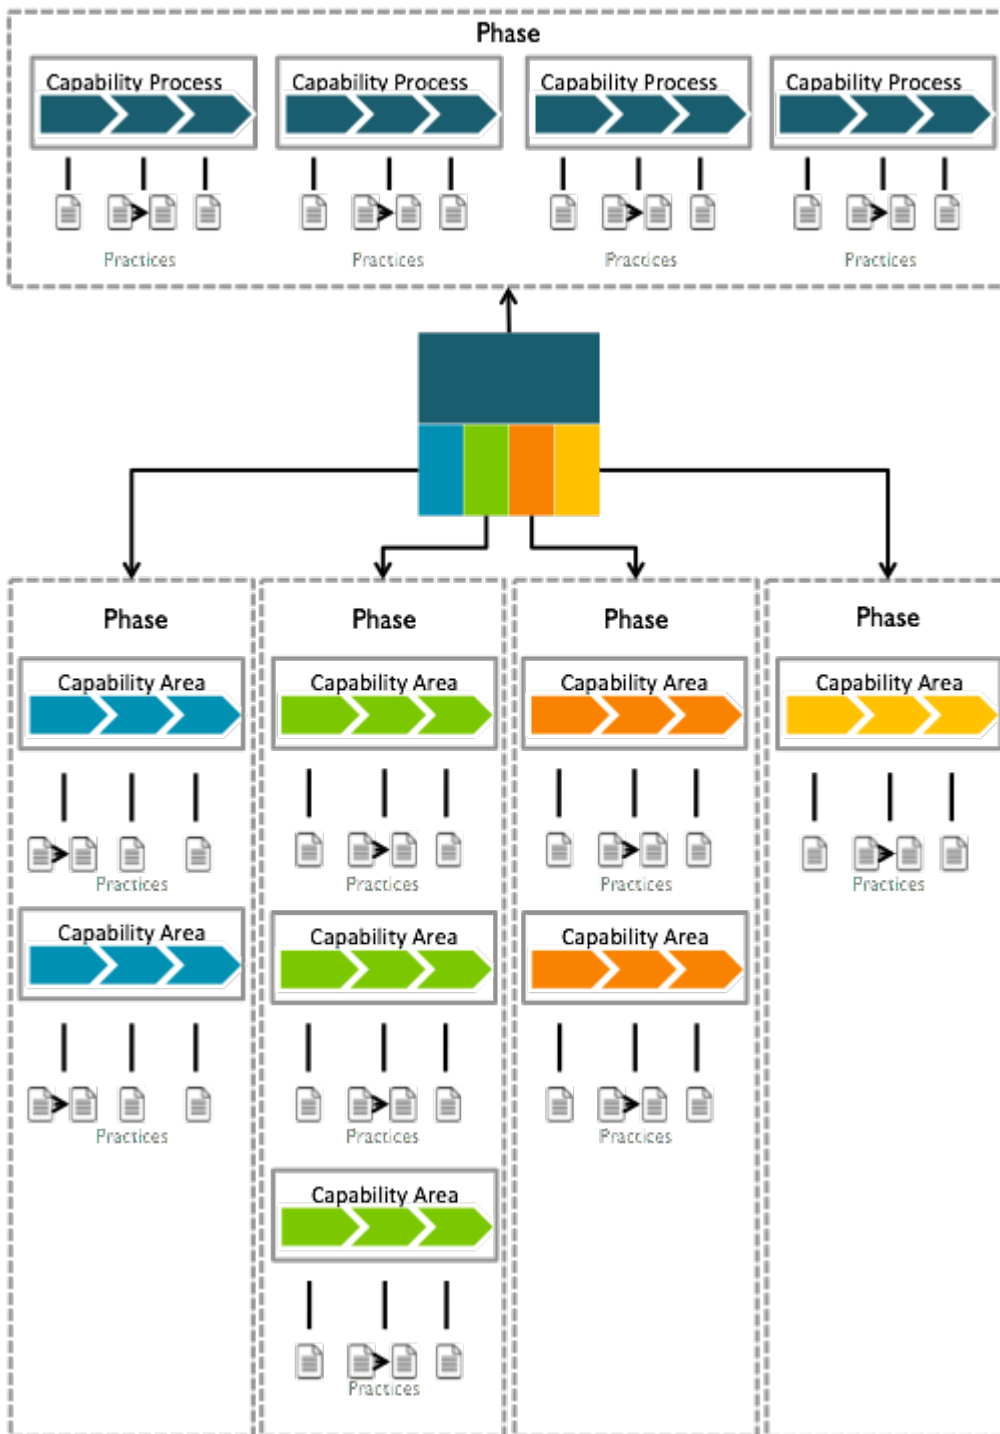 Phase
Capability Process Capability Process Capability Process Capability Process
Practices Practices Practices Practices
Phase Phase Phase Phase
Capability Area Capability Area Capability Area Capability Area
Practices Practices Practices Practices
Capability Area Capability Area Capability Area
Practices Practices Practices
Capability Area
Practices